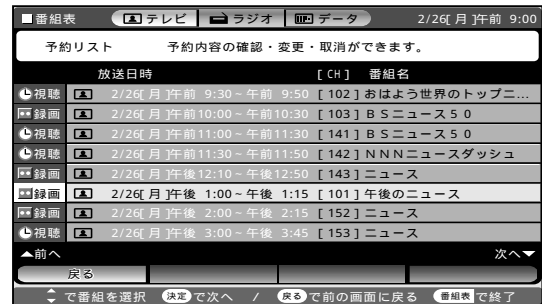 ■番組表 テレビ ラジオ データ 2/26[月]午前 9:00
予約リスト 予約内容の確認・変更・取消ができます。
放送日時 [CH] 番組名
視聴 2/26[月]午前 9:30~午前 9:50 [102]おはよう世界のトップニ...
録画 2/26[月]午前10:00~午前10:30 [103]BSニュース50
視聴 2/26[月]午前11:00~午前11:30 [141]BSニュース50
視聴 2/26[月]午前11:30~午前11:50 [142]NNNニュースダッシュ
録画 2/26[月]午後12:10~午後12:50 [143]ニュース
録画 2/26[月]午後 1:00~午後 1:15 [101]午後のニュース
録画 2/26[月]午後 2:00~午後 2:15 [152]ニュース
視聴 2/26[月]午後 3:00~午後 3:45 [153]ニュース
▲前へ 次へ▼
戻る
で番組を選択 決定で次へ / 戻るで前の画面に戻る 番組表で終了